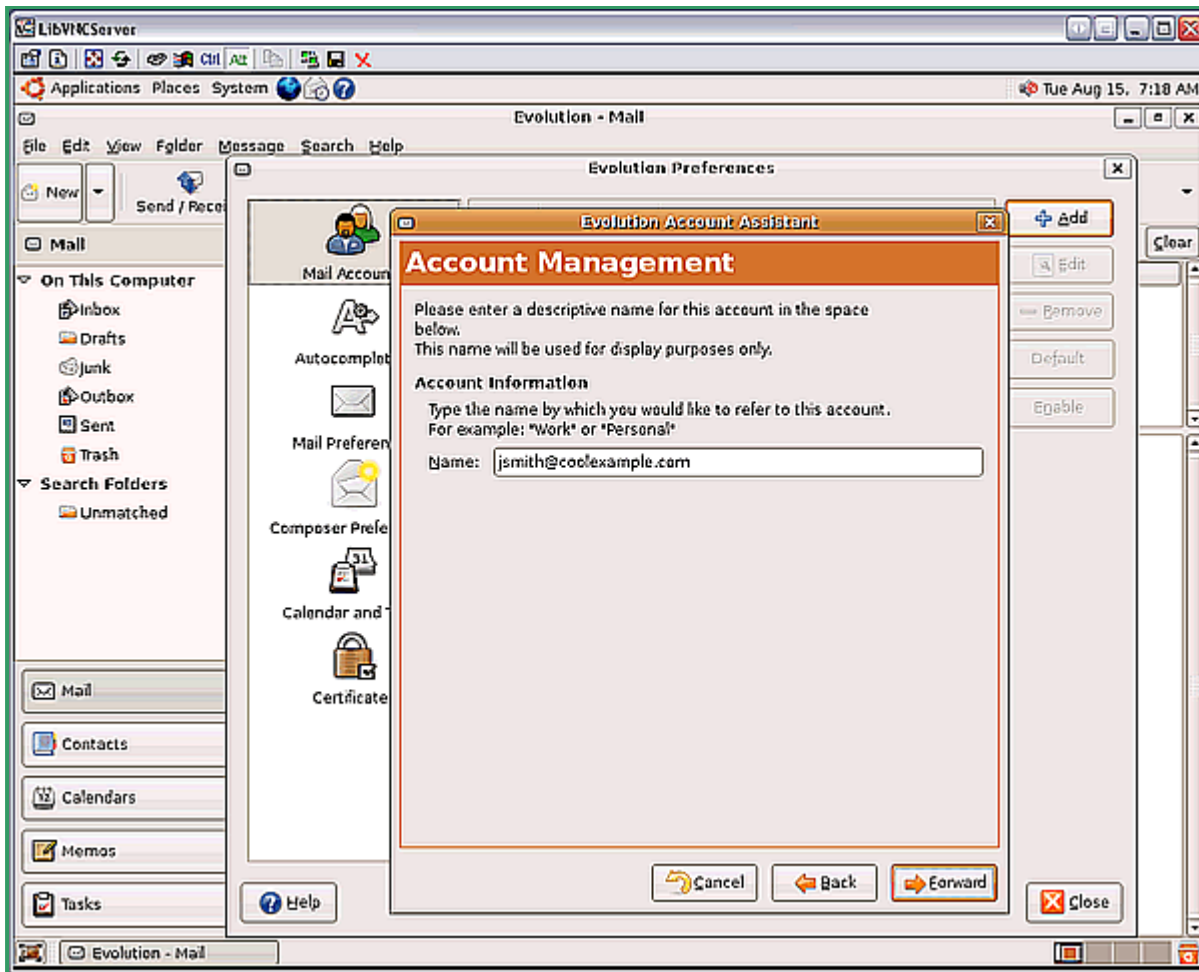 LibVNCServer
Ctrl Alt
Applications Places System
Tue Aug 15, 7:18 AM
Evolution - Mail
File Edit View Folder Message Search Help
Evolution Preferences
New
Send / Recei
Add
Evolution Account Assistant
Mail
Clear
Account Management
Edit
Mail Accoun
On This Computer
Inbox
Please enter a descriptive name for this account in the space
below.
Remove
Drafts
This name will be used for display purposes only.
Autocomplet
Default
Junk
Account Information
Outbox
Type the name by which you would like to refer to this account.
Enable
For example: "Work" or "Personal"
Sent
Mail Preferen
Trash
Name: jsmith@coolexample.com
Search Folders
Unmatched
Composer Prefe
31
Calendar and T
Mail
Certificate
Contacts
12
Calendars
Memos
Cancel
Back
Forward
Tasks
Help
Close
Evolution - Mail